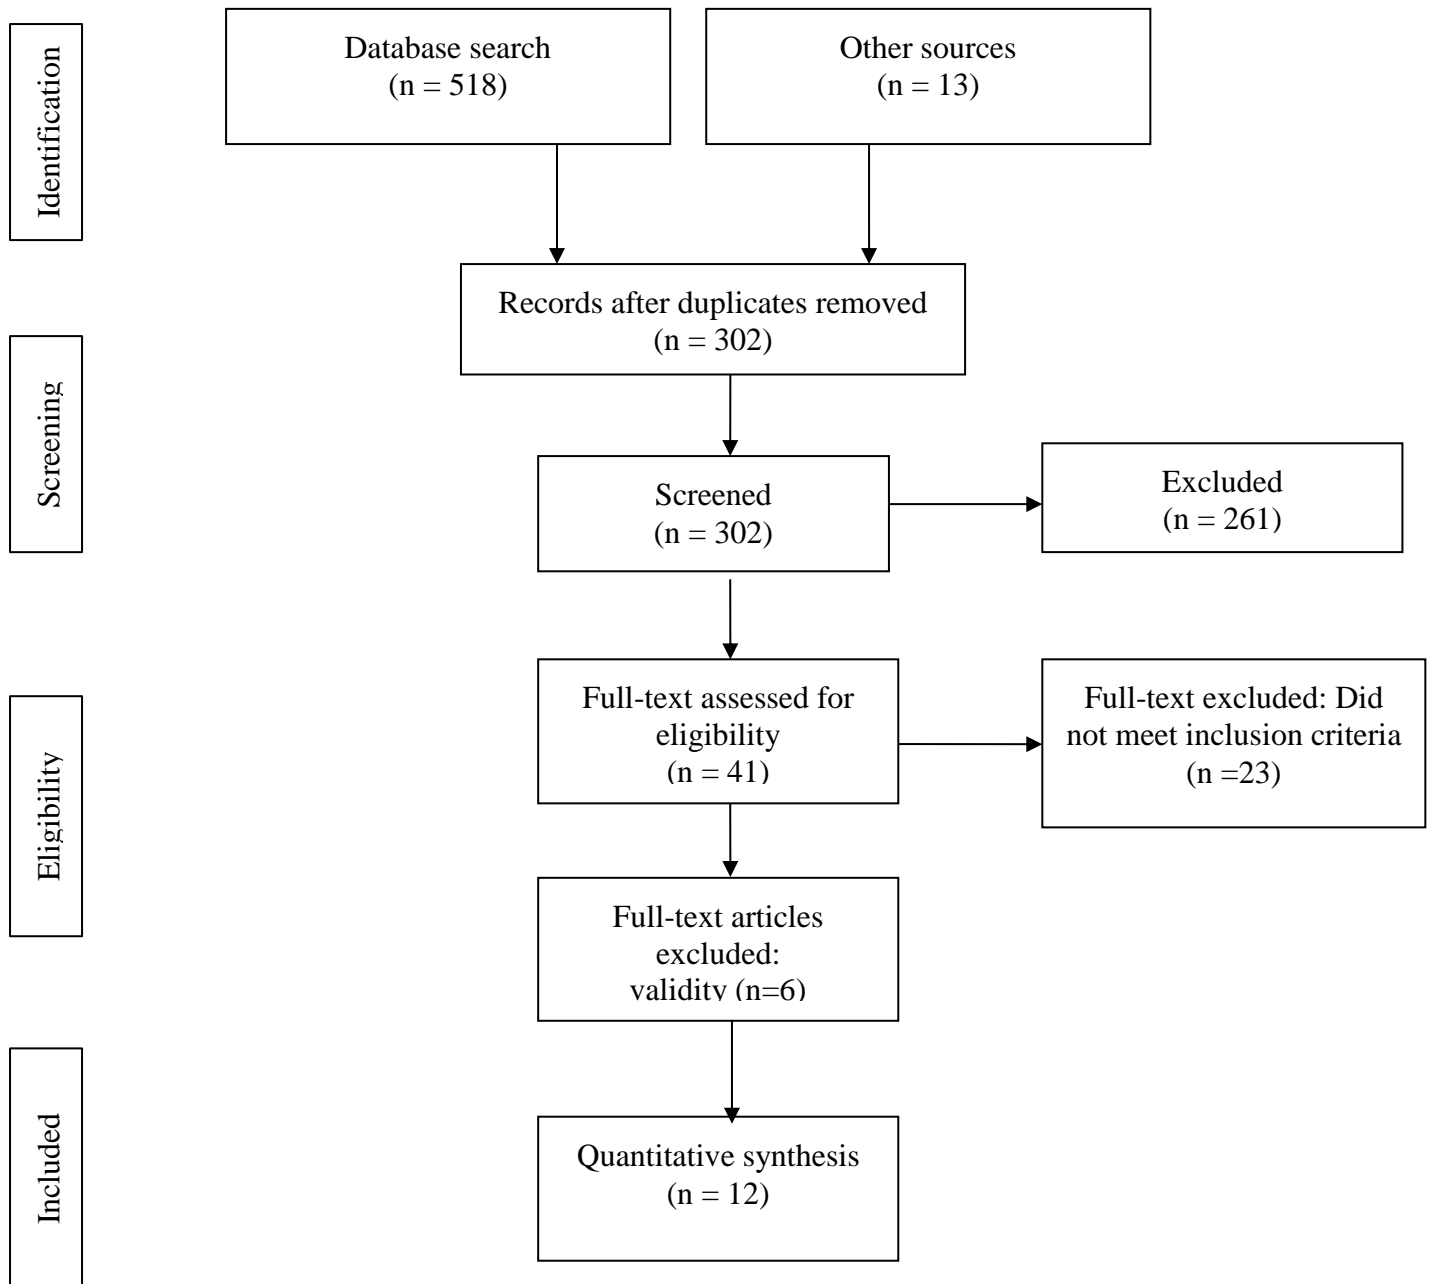 Identification
Database search
(n = 518)
Other sources
(n = 13)
Records after duplicates removed
(n = 302)
Screening
Screened
(n = 302)
Excluded
(n = 261)
Eligibility
Full-text assessed for
eligibility
(n = 41)
Full-text excluded: Did
not meet inclusion criteria
(n =23)
Full-text articles
excluded:
validity (n=6)
Included
Quantitative synthesis
(n = 12)